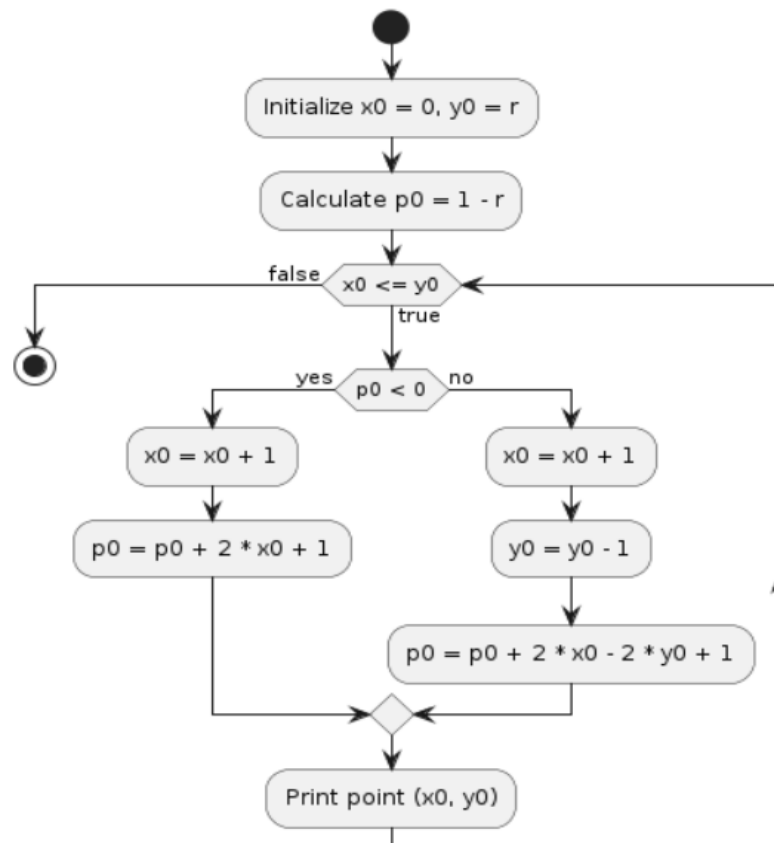 Initialize x0 = 0, y0 = r
Calculate p0 = 1 - r
false
x0 <= y0
true
yes
p0 < 0
no
x0 = x0 + 1
x0 = x0 + 1
p0 = p0 + 2 * x0 + 1
y0 = y0 - 1
p0 = p0 + 2 * x0 - 2 * y0 + 1
Print point (x0, y0)